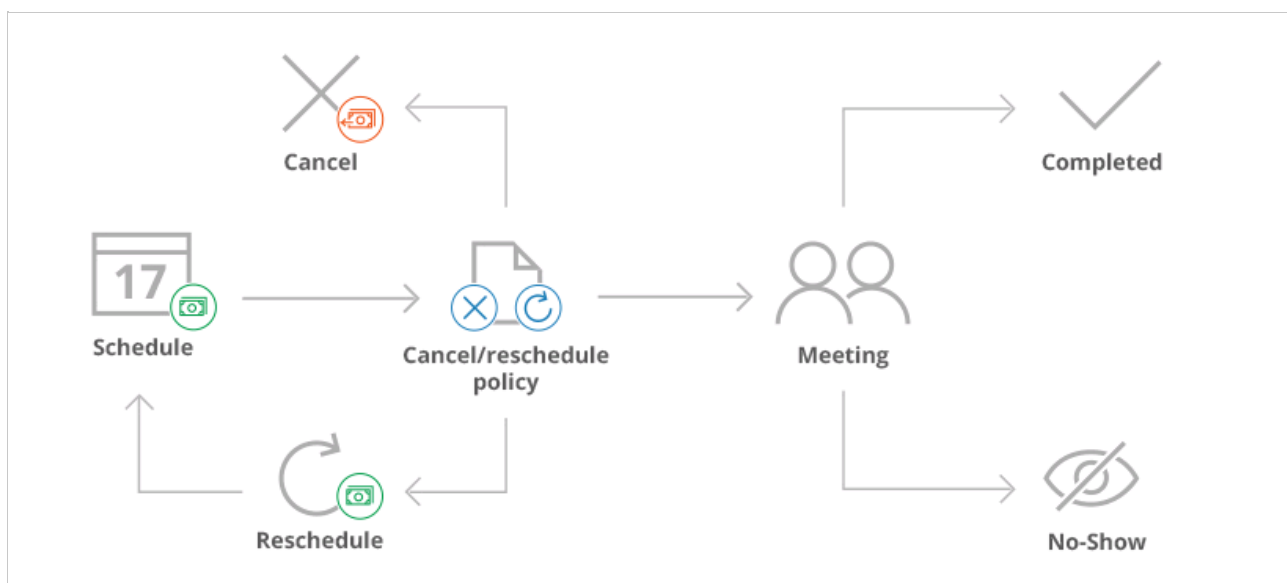 Cancel
Completed
17
Schedule
Cancel/reschedule
policy
Meeting
Reschedule
No-Show